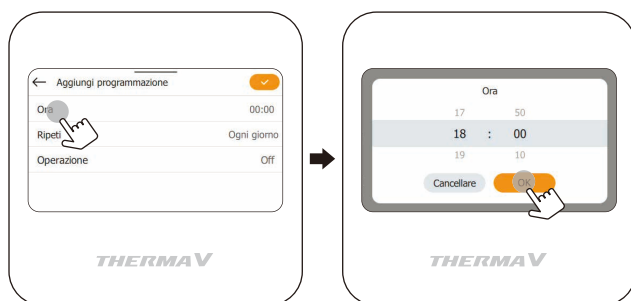 Aggiungi programmazione
Ora 00:00
Ripeti Ogni giorno
Operazione Off
THERMA V
Ora
17 50
18 : 00
19 10
Cancellare OK
THERMA V